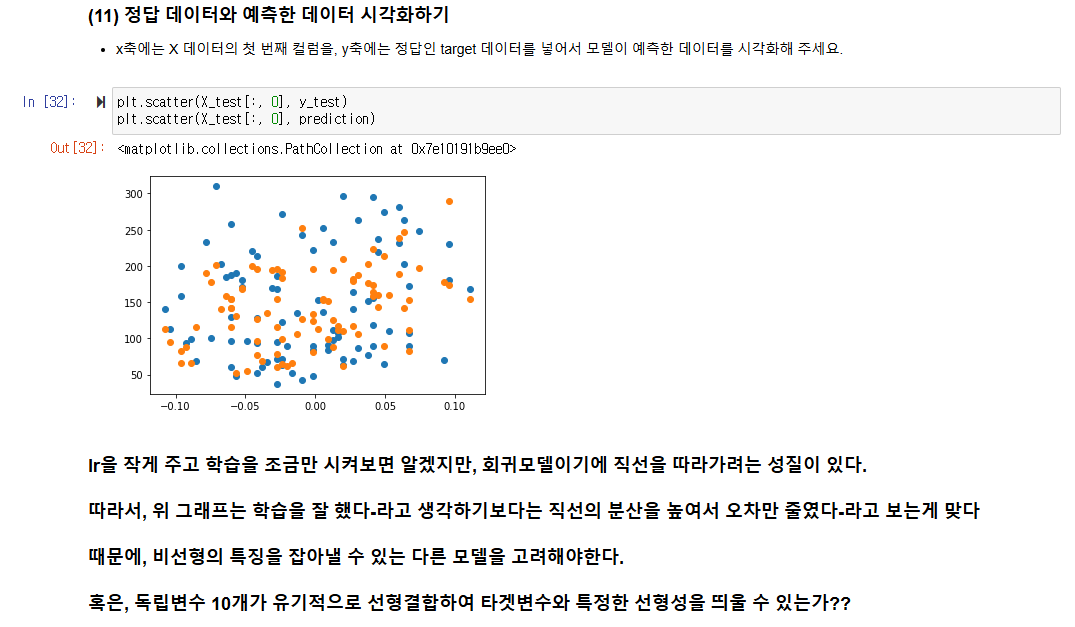 (11) 정답 데이터와 예측한 데이터 시각화하기
• x축에는 X 데이터의 첫 번째 컬럼을, y축에는 정답인 target 데이터를 넣어서 모델이 예측한 데이터를 시각화해 주세요.
In [32]:
plt.scatter(X_test[:, 0], y_test)
plt.scatter(X_test[:, 0], prediction)
Out[32]: <matplotlib.collections.PathCollection at 0x7e10191b9ee0>
300
250
200
150
100
50
−0.10 −0.05 0.00 0.05 0.10
lr을 작게 주고 학습을 조금만 시켜보면 알겠지만, 회귀모델이기에 직선을 따라가려는 성질이 있다.
따라서, 위 그래프는 학습을 잘 했다-라고 생각하기보다는 직선의 분산을 높여서 오차만 줄였다-라고 보는게 맞다
때문에, 비선형의 특징을 잡아낼 수 있는 다른 모델을 고려해야한다.
혹은, 독립변수 10개가 유기적으로 선형결합하여 타겟변수와 특정한 선형성을 띄울 수 있는가??